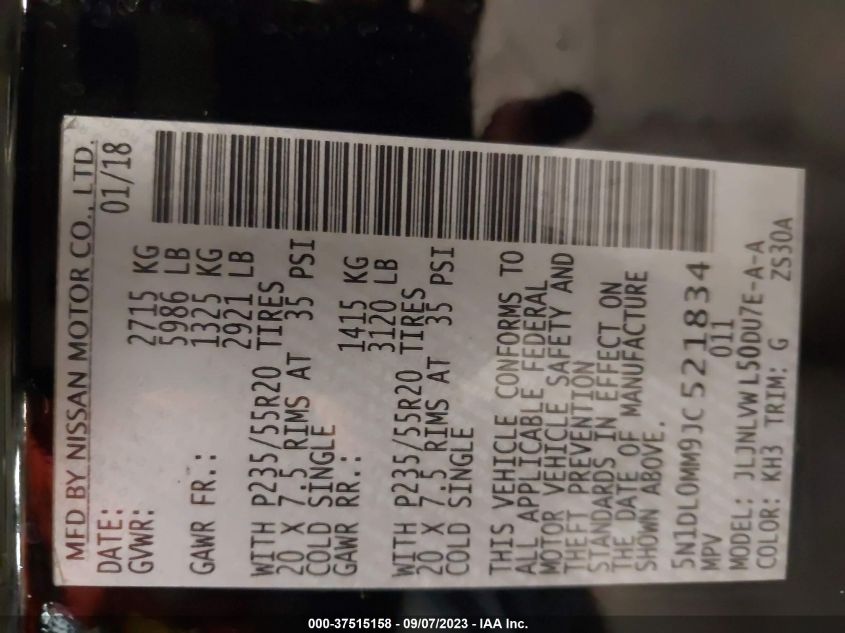 MFD BY NISSAN MOTOR CO., LTD.
DATE: 01/18
GVWR: 2715 KG
5986 LB
GAWR FR.: 1325 KG
2921 LB
WITH P235/55R20 TIRES
20 X 7.5 RIMS AT 35 PSI
COLD SINGLE
GAWR RR.: 1415 KG
3120 LB
WITH P235/55R20 TIRES
20 X 7.5 RIMS AT 35 PSI
COLD SINGLE
THIS VEHICLE CONFORMS TO
ALL APPLICABLE FEDERAL
MOTOR VEHICLE SAFETY AND
THEFT PREVENTION
STANDARDS IN EFFECT ON
THE DATE OF MANUFACTURE
SHOWN ABOVE.
5N1DL0MM9JC521834
MPV 011
MODEL: JLJNLVWL50DU7E-A-A
COLOR: KH3 TRIM: G ZS30A
000-37515158 - 09/07/2023 - IAA Inc.